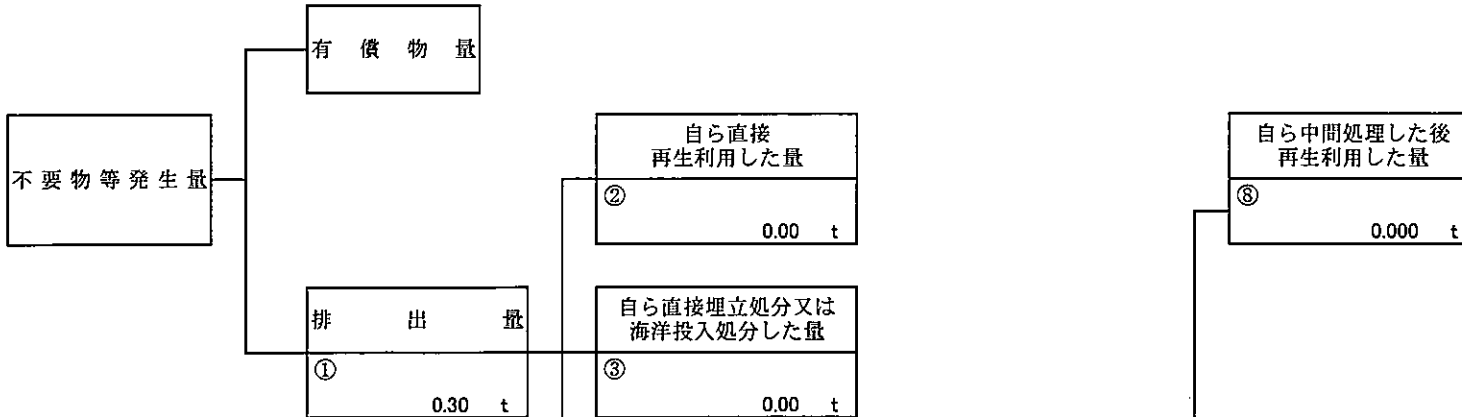 有償物量
不要物等発生量
自ら直接
再生利用した量
②
0.00 t
自ら中間処理した後
再生利用した量
⑧
0.000 t
排出量
①
0.30 t
自ら直接埋立処分又は
海洋投入処分した量
③
0.00 t